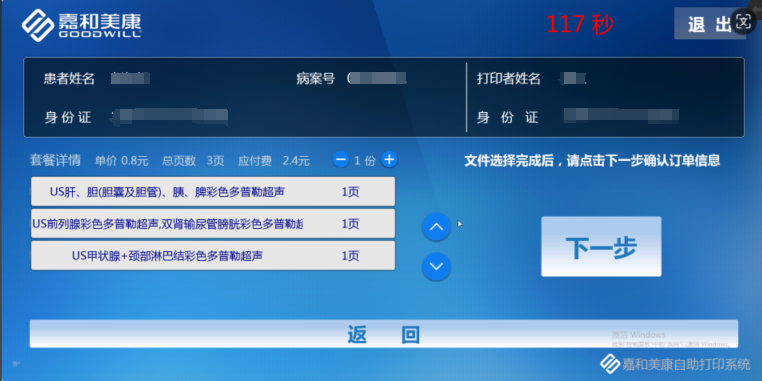 嘉和美康
GOODWILL
117 秒
退 出
患者姓名
病案号
打印者姓名
身 份 证
身 份 证
套餐详情 单价 0.8元 总页数 3页 应付费 2.4元 1 份
文件选择完成后，请点击下一步确认订单信息
US肝、胆(胆囊及胆管)、胰、脾彩色多普勒超声 1页
US前列腺彩色多普勒超声,双肾输尿管膀胱彩色多普勒超 1页
US甲状腺+颈部淋巴结彩色多普勒超声 1页
下一步
返 回
激活 Windows
嘉和美康自助打印系统